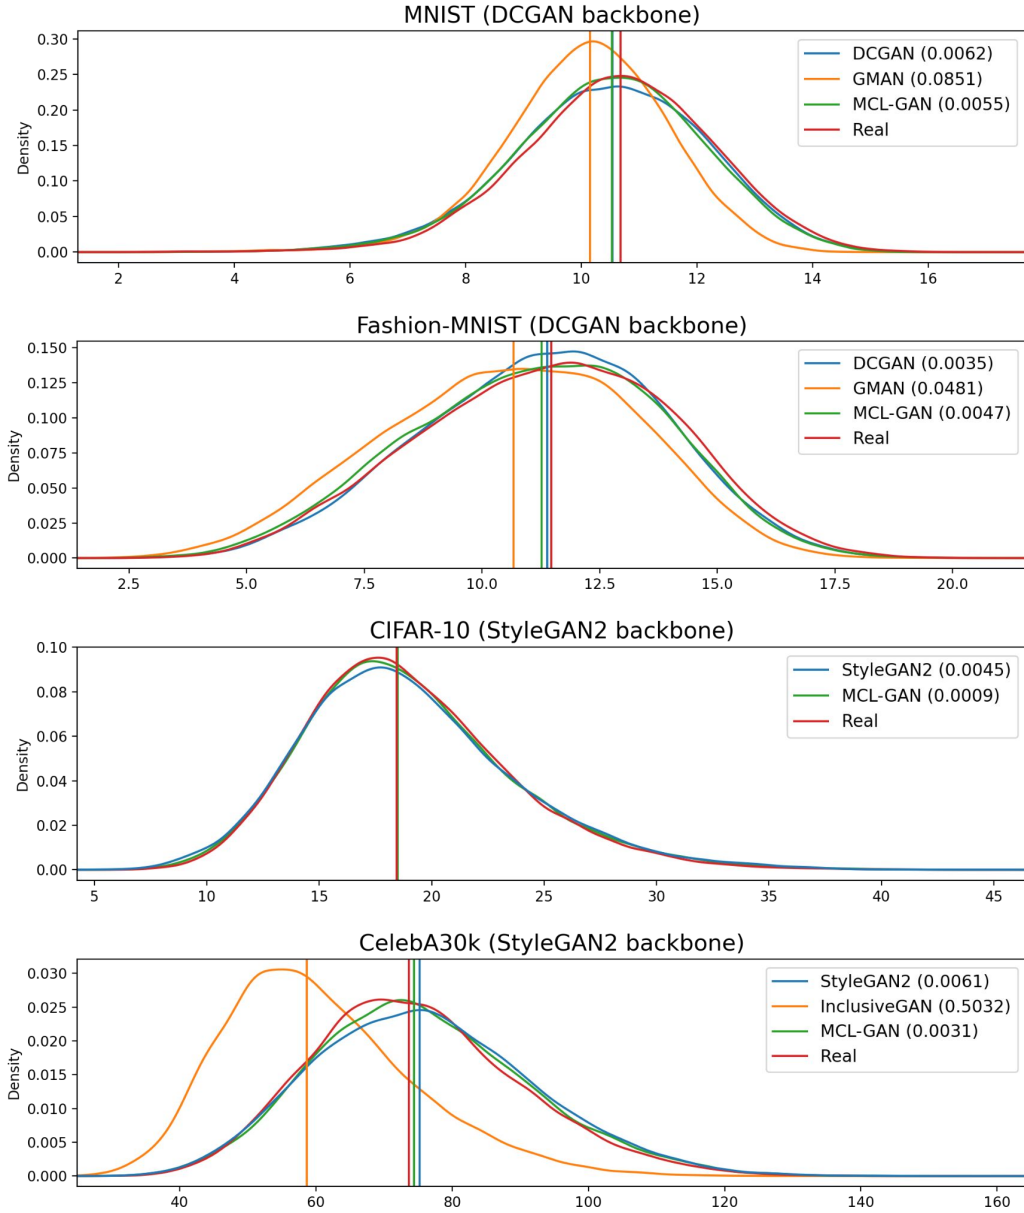 MNIST (DCGAN backbone)
0.30
0.25
0.20
0.15
0.10
0.05
0.00
Density
DCGAN (0.0062)
GMAN (0.0851)
MCL-GAN (0.0055)
Real
2 4 6 8 10 12 14 16
Fashion-MNIST (DCGAN backbone)
0.150
0.125
0.100
0.075
0.050
0.025
0.000
Density
DCGAN (0.0035)
GMAN (0.0481)
MCL-GAN (0.0047)
Real
2.5 5.0 7.5 10.0 12.5 15.0 17.5 20.0
CIFAR-10 (StyleGAN2 backbone)
0.10
0.08
0.06
0.04
0.02
0.00
Density
StyleGAN2 (0.0045)
MCL-GAN (0.0009)
Real
5 10 15 20 25 30 35 40 45
CelebA30k (StyleGAN2 backbone)
0.030
0.025
0.020
0.015
0.010
0.005
0.000
Density
StyleGAN2 (0.0061)
InclusiveGAN (0.5032)
MCL-GAN (0.0031)
Real
40 60 80 100 120 140 160